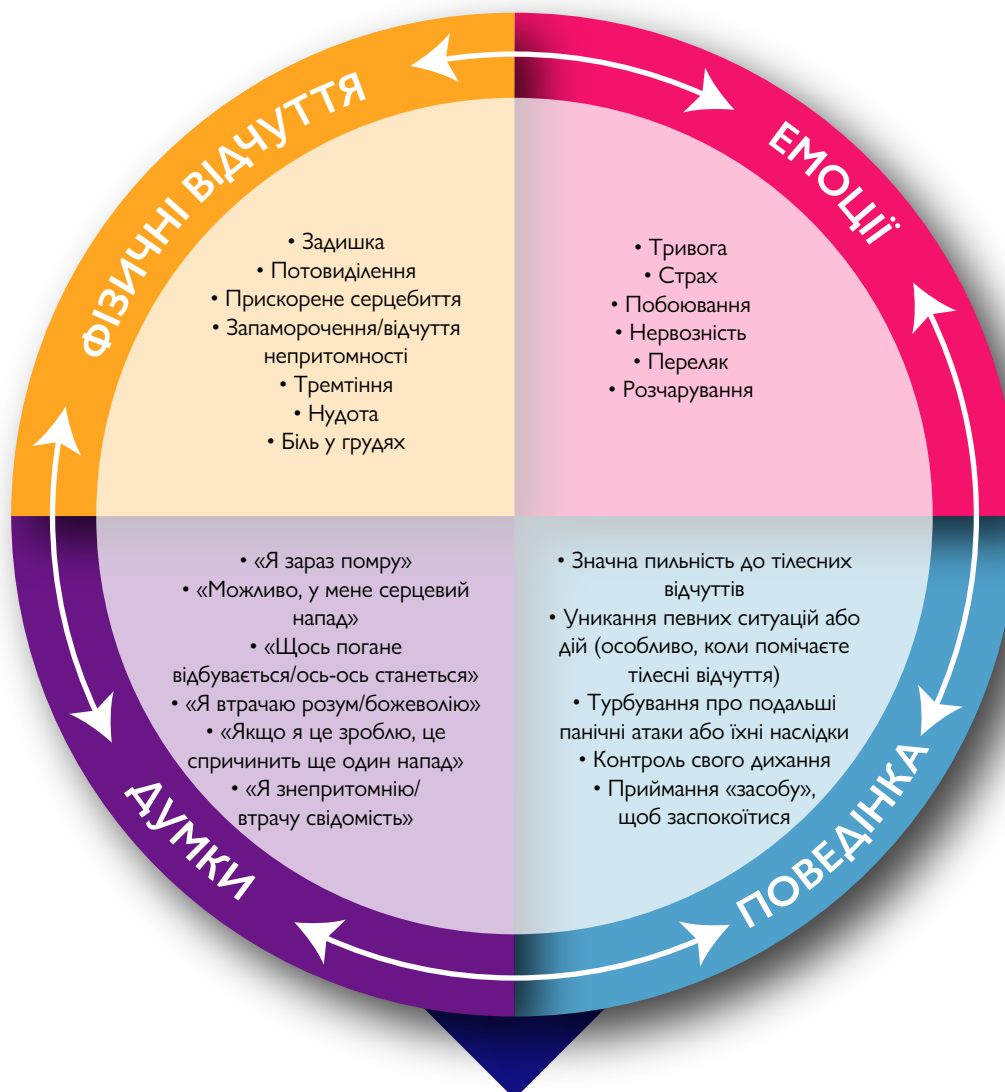 ФІЗИЧНІ ВІДЧУТТЯ
• Задишка
• Потовиділення
• Прискорене серцебиття
• Запаморочення/відчуття
непритомності
• Тремтіння
• Нудота
• Біль у грудях
ЕМОЦІЇ
• Тривога
• Страх
• Побоювання
• Нервозність
• Переляк
• Розчарування
ДУМКИ
• «Я зараз помру»
• «Можливо, у мене серцевий
напад»
• «Щось погане
відбувається/ось-ось станеться»
• «Я втрачаю розум/божеволію»
• «Якщо я це зроблю, це
спричинить ще один напад»
• «Я знепритомнію/
втрачу свідомість»
ПОВЕДІНКА
• Значна пильність до тілесних
відчуттів
• Уникання певних ситуацій або
дій (особливо, коли помічаєте
тілесні відчуття)
• Турбування про подальші
панічні атаки або їхні наслідки
• Контроль свого дихання
• Приймання «засобу»,
щоб заспокоїтися